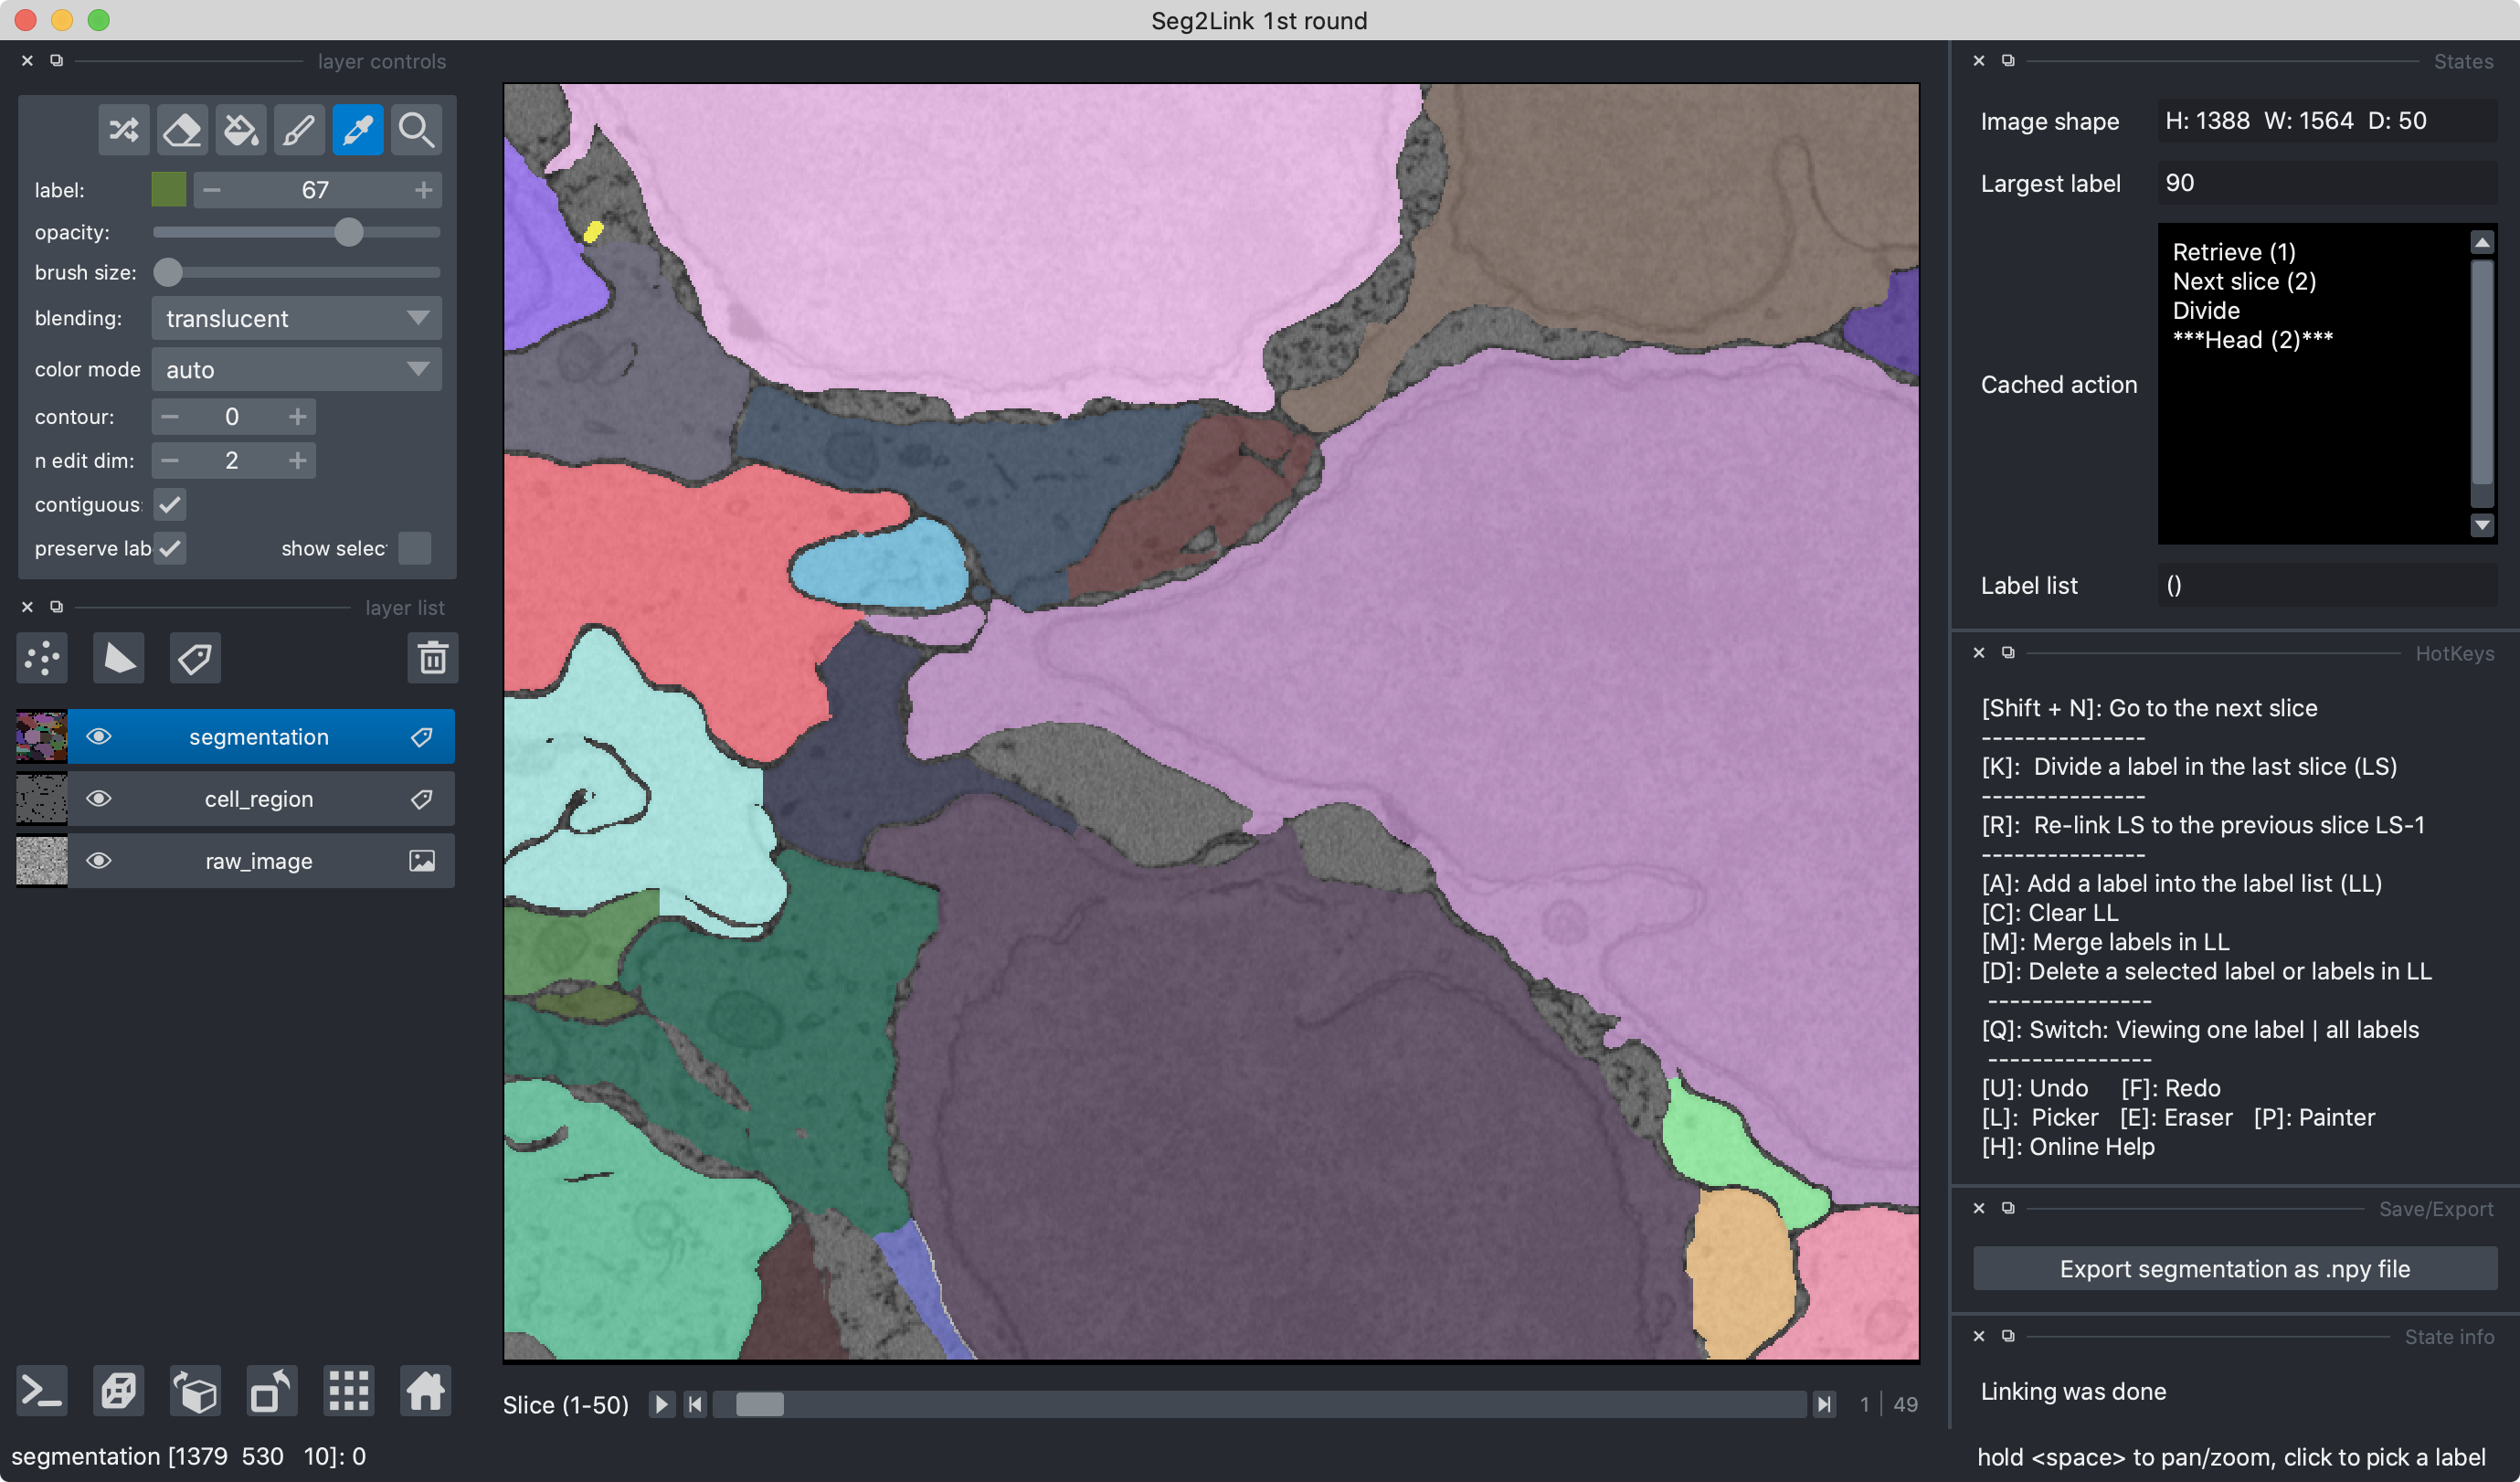 Seg2Link 1st round
layer controls
label:
67
opacity:
brush size:
blending:
translucent
color mode
auto
contour:
0
n edit dim:
2
contiguous:
preserve lab
show selec
layer list
segmentation
cell_region
raw_image
Slice (1-50)
1 | 49
segmentation [1379 530 10]: 0
States
Image shape
H: 1388 W: 1564 D: 50
Largest label
90
Cached action
Retrieve (1)
Next slice (2)
Divide
***Head (2)***
Label list
()
HotKeys
[Shift + N]: Go to the next slice
---------------
[K]: Divide a label in the last slice (LS)
---------------
[R]: Re-link LS to the previous slice LS-1
---------------
[A]: Add a label into the label list (LL)
[C]: Clear LL
[M]: Merge labels in LL
[D]: Delete a selected label or labels in LL
---------------
[Q]: Switch: Viewing one label | all labels
---------------
[U]: Undo [F]: Redo
[L]: Picker [E]: Eraser [P]: Painter
[H]: Online Help
Save/Export
Export segmentation as .npy file
State info
Linking was done
hold <space> to pan/zoom, click to pick a label